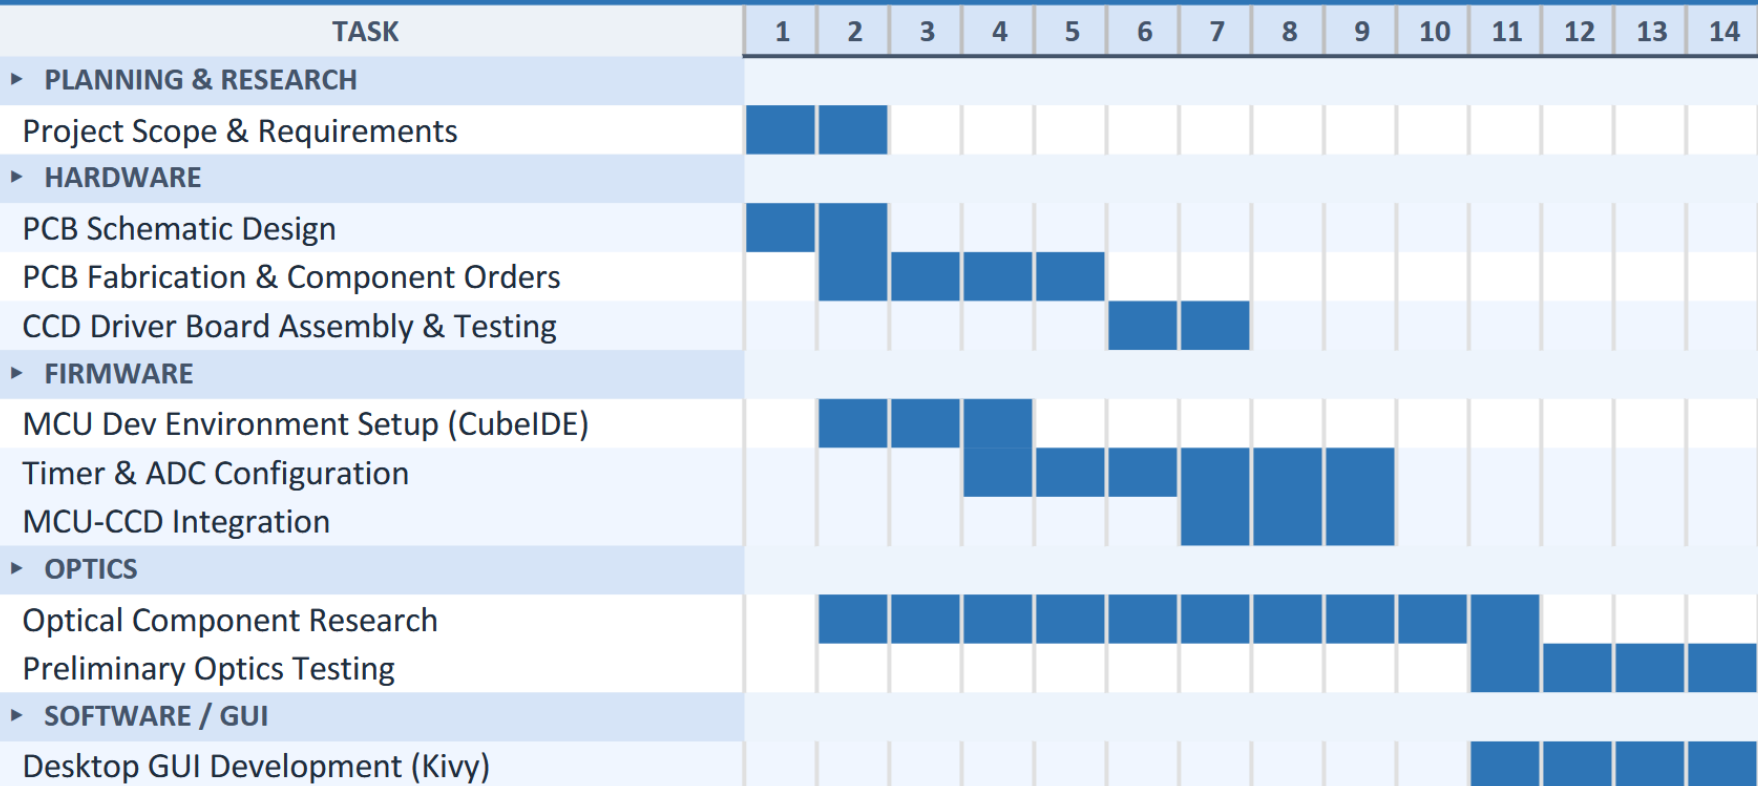 TASK 1 2 3 4 5 6 7 8 9 10 11 12 13 14
PLANNING & RESEARCH
Project Scope & Requirements
HARDWARE
PCB Schematic Design
PCB Fabrication & Component Orders
CCD Driver Board Assembly & Testing
FIRMWARE
MCU Dev Environment Setup (CubeIDE)
Timer & ADC Configuration
MCU-CCD Integration
OPTICS
Optical Component Research
Preliminary Optics Testing
SOFTWARE / GUI
Desktop GUI Development (Kivy)